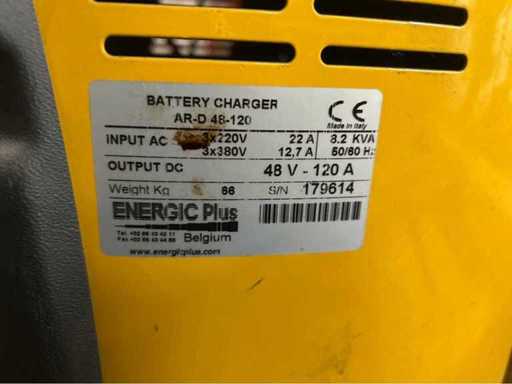 BATTERY CHARGER
AR-D 48-120
CE
Made in Italy
INPUT AC 3x220V 22 A 8.2 KVA
3x380V 12,7 A 50/60 Hz
OUTPUT DC 48 V - 120 A
Weight Kg 66 S/N 179614
ENERGIC Plus
Belgium
www.energicplus.com